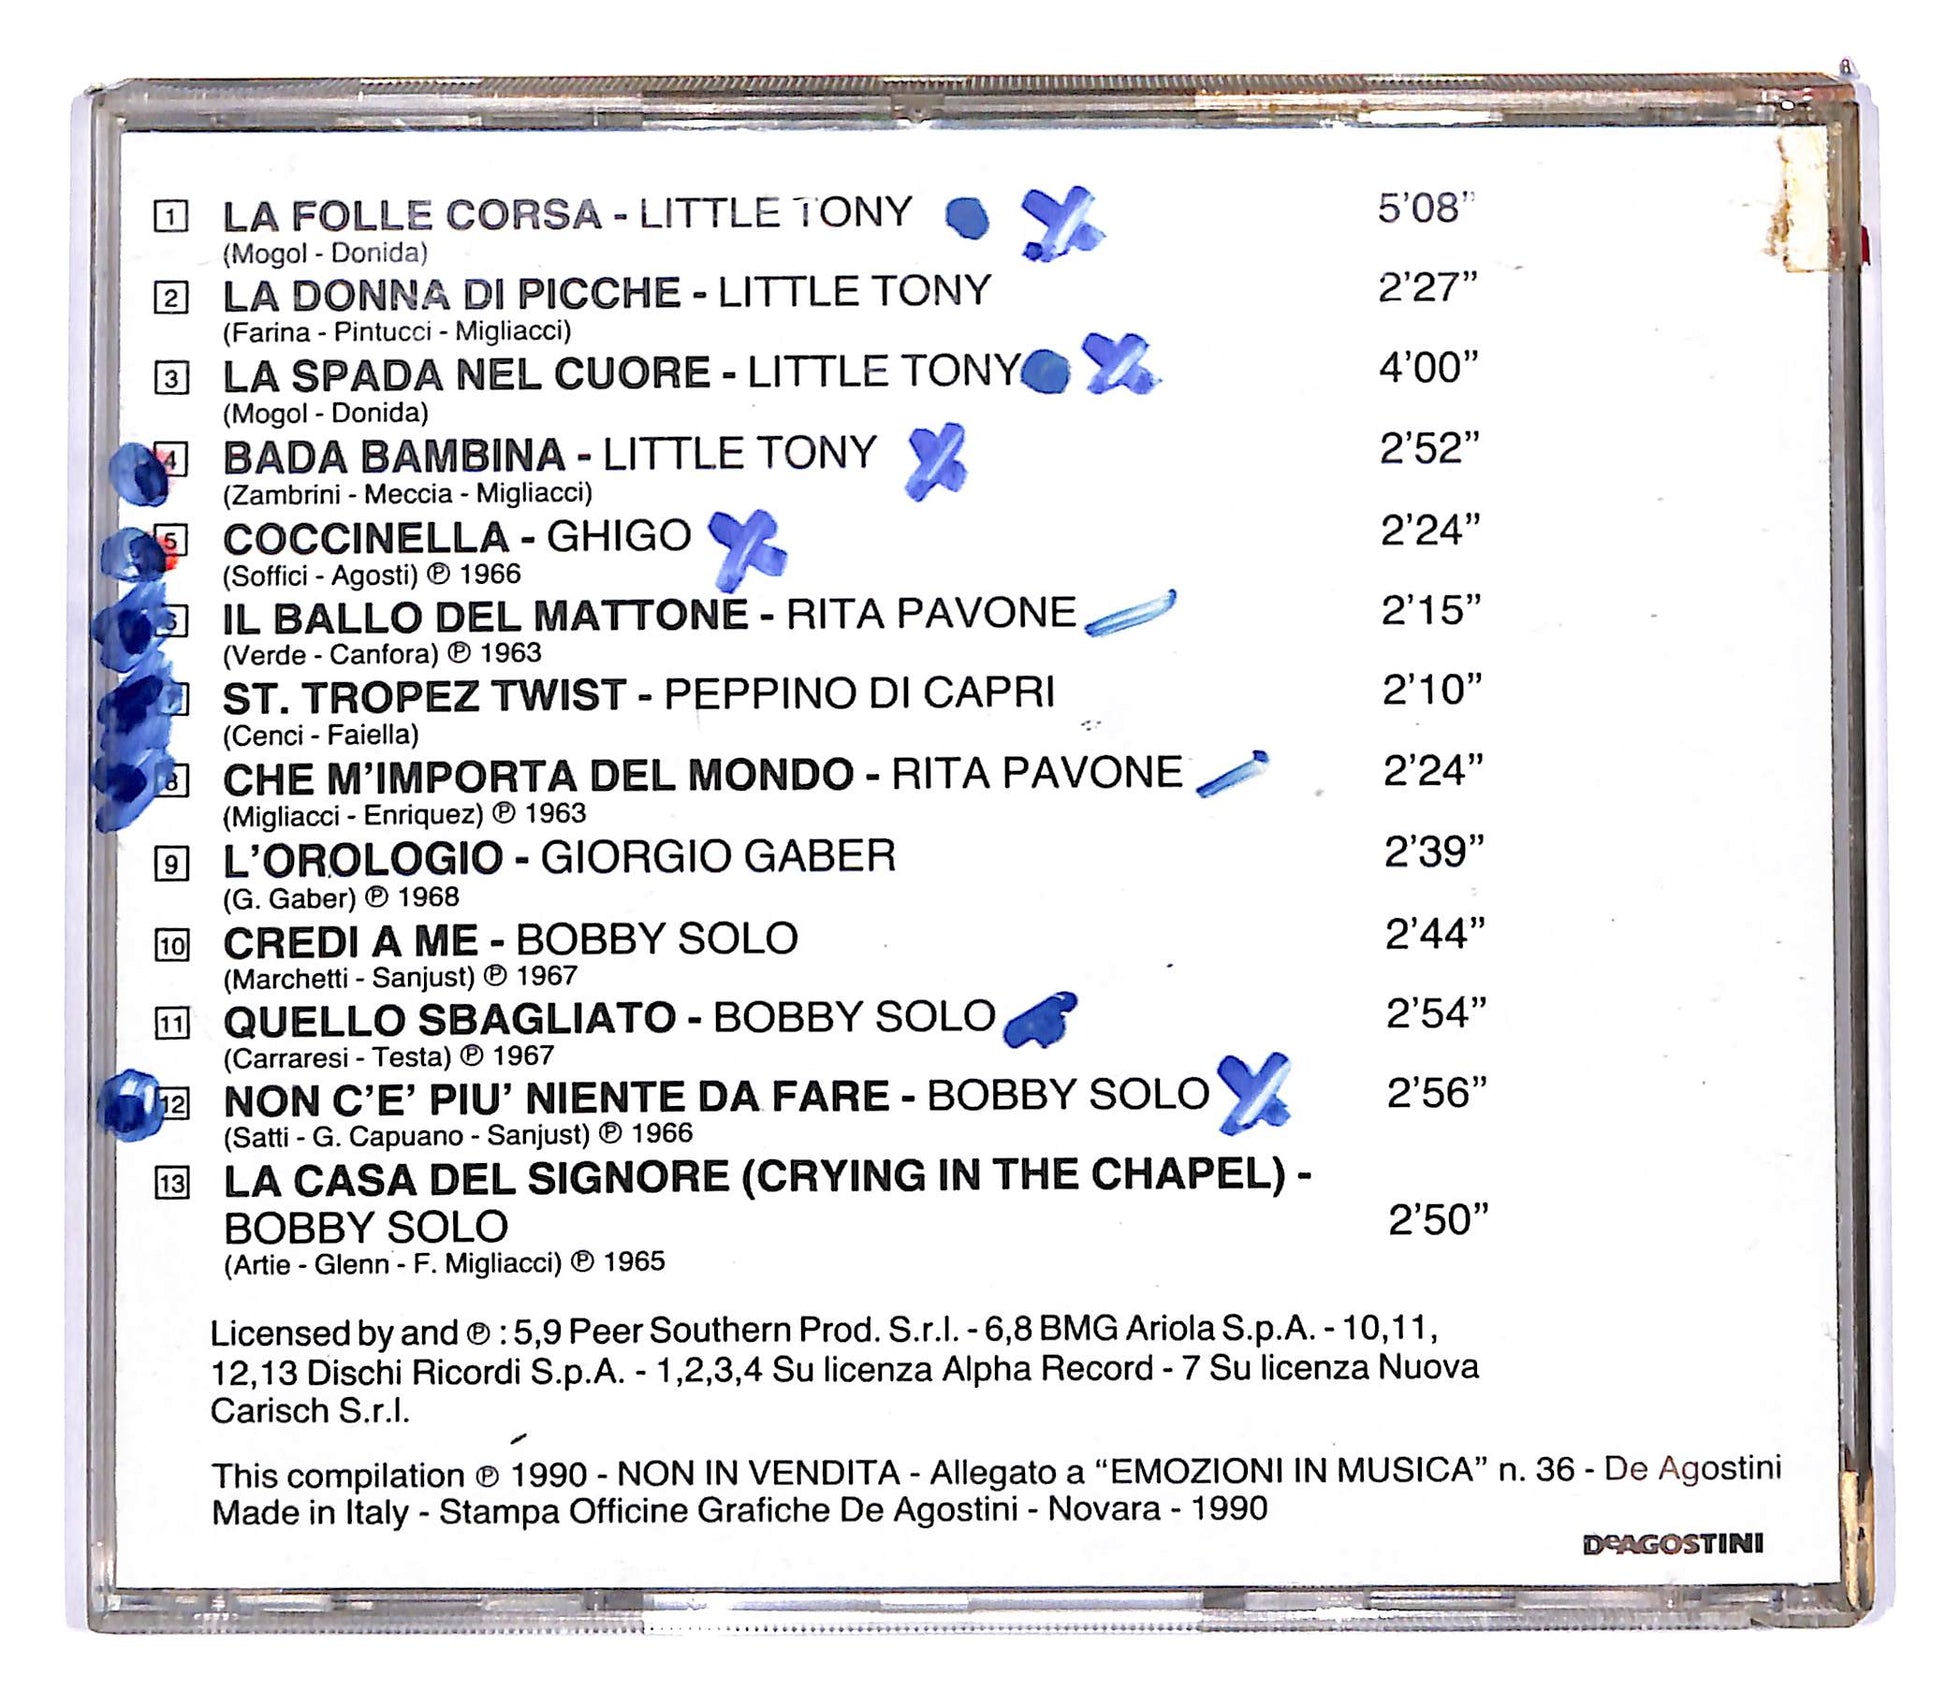 1 LA FOLLE CORSA - LITTLE TONY 5'08"
(Mogol - Donida)
2 LA DONNA DI PICCHE - LITTLE TONY 2'27"
(Farina - Pintucci - Migliacci)
3 LA SPADA NEL CUORE - LITTLE TONY 4'00"
(Mogol - Donida)
4 BADA BAMBINA - LITTLE TONY 2'52"
(Zambrini - Meccia - Migliacci)
5 COCCINELLA - GHIGO 2'24"
(Soffici - Agosti) ℗ 1966
IL BALLO DEL MATTONE - RITA PAVONE 2'15"
(Verde - Canfora) ℗ 1963
ST. TROPEZ TWIST - PEPPINO DI CAPRI 2'10"
(Cenci - Faiella)
8 CHE M'IMPORTA DEL MONDO - RITA PAVONE 2'24"
(Migliacci - Enriquez) ℗ 1963
9 L'OROLOGIO - GIORGIO GABER 2'39"
(G. Gaber) ℗ 1968
10 CREDI A ME - BOBBY SOLO 2'44"
(Marchetti - Sanjust) ℗ 1967
11 QUELLO SBAGLIATO - BOBBY SOLO 2'54"
(Carraresi - Testa) ℗ 1967
12 NON C'E' PIU' NIENTE DA FARE - BOBBY SOLO 2'56"
(Satti - G. Capuano - Sanjust) ℗ 1966
13 LA CASA DEL SIGNORE (CRYING IN THE CHAPEL) -
BOBBY SOLO 2'50"
(Artie - Glenn - F. Migliacci) ℗ 1965
Licensed by and ℗ : 5,9 Peer Southern Prod. S.r.l. - 6,8 BMG Ariola S.p.A. - 10,11,
12,13 Dischi Ricordi S.p.A. - 1,2,3,4 Su licenza Alpha Record - 7 Su licenza Nuova
Carisch S.r.l.
This compilation ℗ 1990 - NON IN VENDITA - Allegato a "EMOZIONI IN MUSICA" n. 36 - De Agostini
Made in Italy - Stampa Officine Grafiche De Agostini - Novara - 1990
DeAGOSTINI